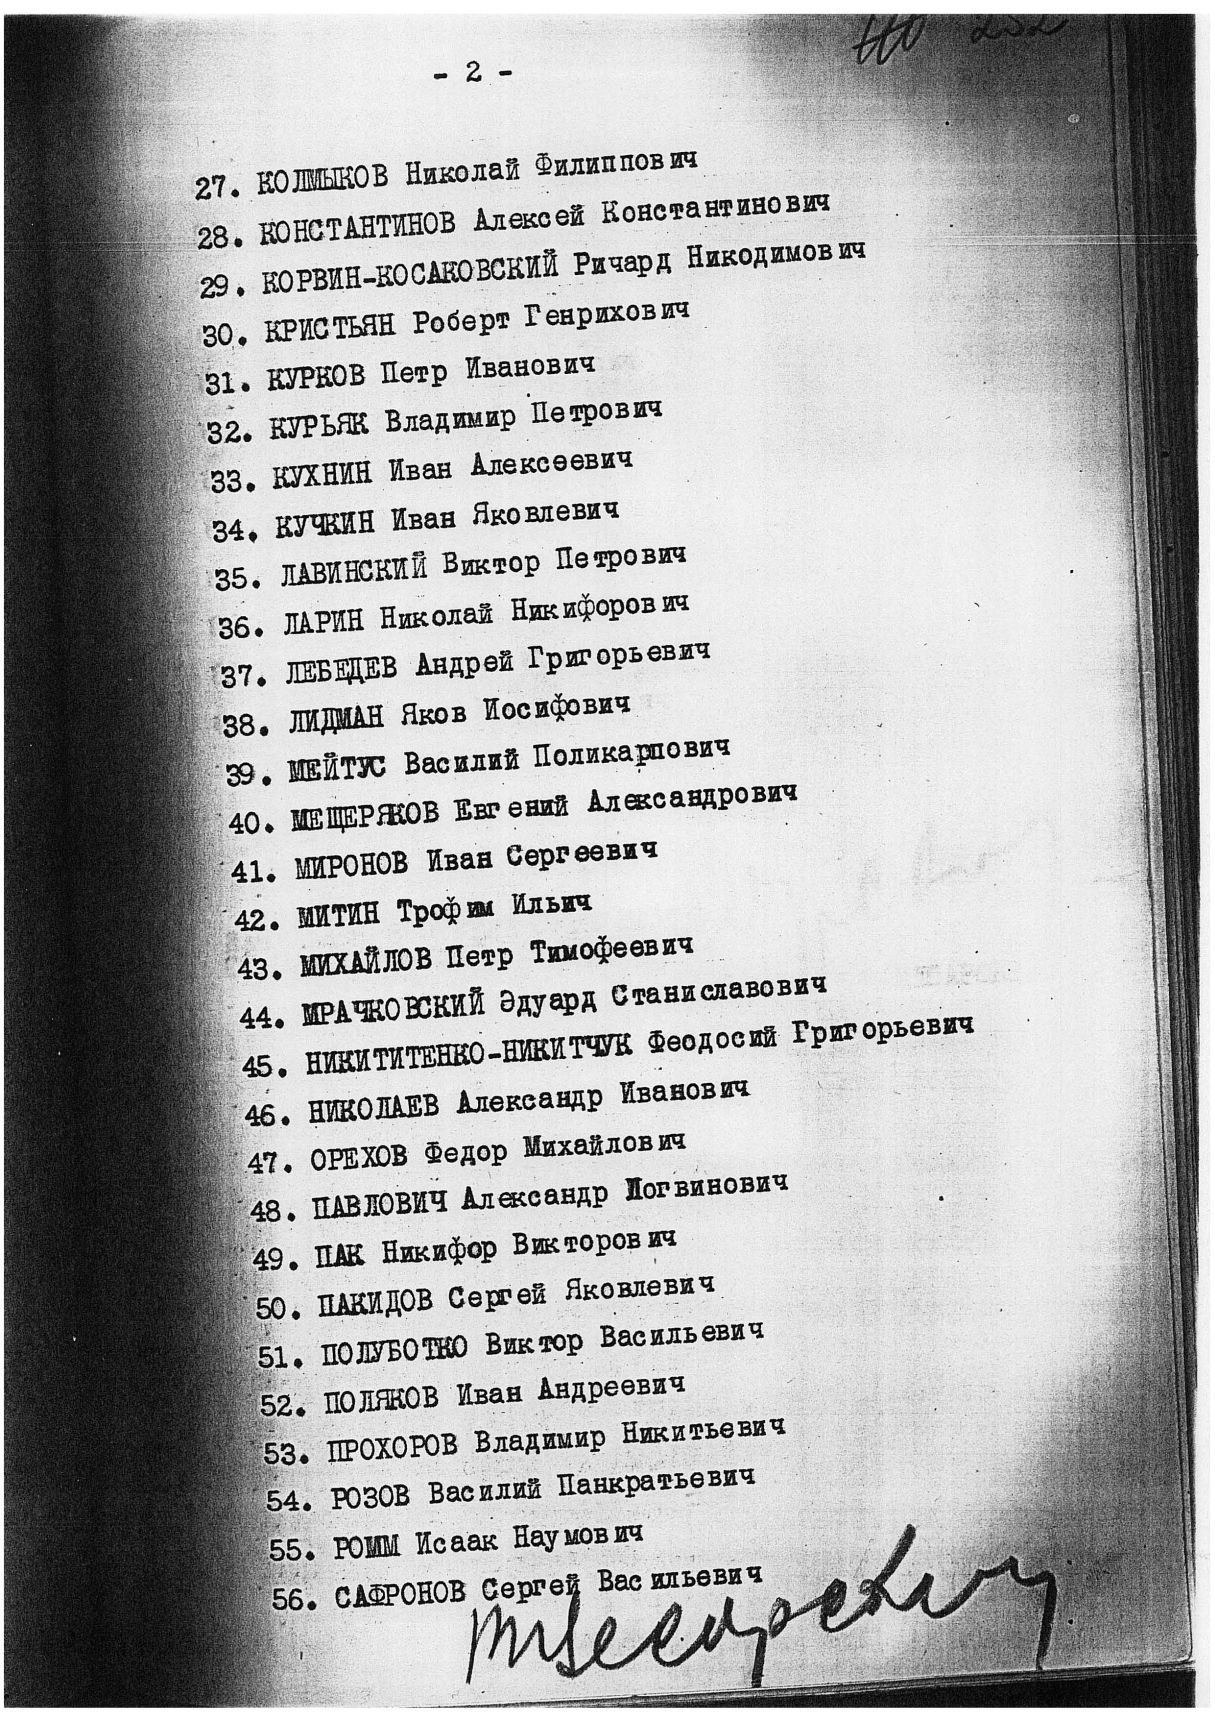 - 2 -
27. КОЛМЫКОВ Николай Филиппович
28. КОНСТАНТИНОВ Алексей Константинович
29. КОРВИН-КОСАКОВСКИЙ Ричард Никодимович
30. КРИСТЬЯН Роберт Генрихович
31. КУРКОВ Петр Иванович
32. КУРЬЯК Владимир Петрович
33. КУХНИН Иван Алексеевич
34. КУЧКИН Иван Яковлевич
35. ЛАВИНСКИЙ Виктор Петрович
36. ЛАРИН Николай Никифорович
37. ЛЕБЕДЕВ Андрей Григорьевич
38. ЛИДМАН Яков Иосифович
39. МЕЙТУС Василий Поликарпович
40. МЕЩЕРЯКОВ Евгений Александрович
41. МИРОНОВ Иван Сергеевич
42. МИТИН Трофим Ильич
43. МИХАЙЛОВ Петр Тимофеевич
44. МРАЧКОВСКИЙ Эдуард Станиславович
45. НИКИТИТЕНКО-НИКИТЧУК Феодосий Григорьевич
46. НИКОЛАЕВ Александр Иванович
47. ОРЕХОВ Федор Михайлович
48. ПАВЛОВИЧ Александр Логвинович
49. ПАК Никифор Викторович
50. ПАКИДОВ Сергей Яковлевич
51. ПОЛУБОТКО Виктор Васильевич
52. ПОЛЯКОВ Иван Андреевич
53. ПРОХОРОВ Владимир Никитьевич
54. РОЗОВ Василий Панкратьевич
55. РОММ Исаак Наумович
56. САФРОНОВ Сергей Васильевич